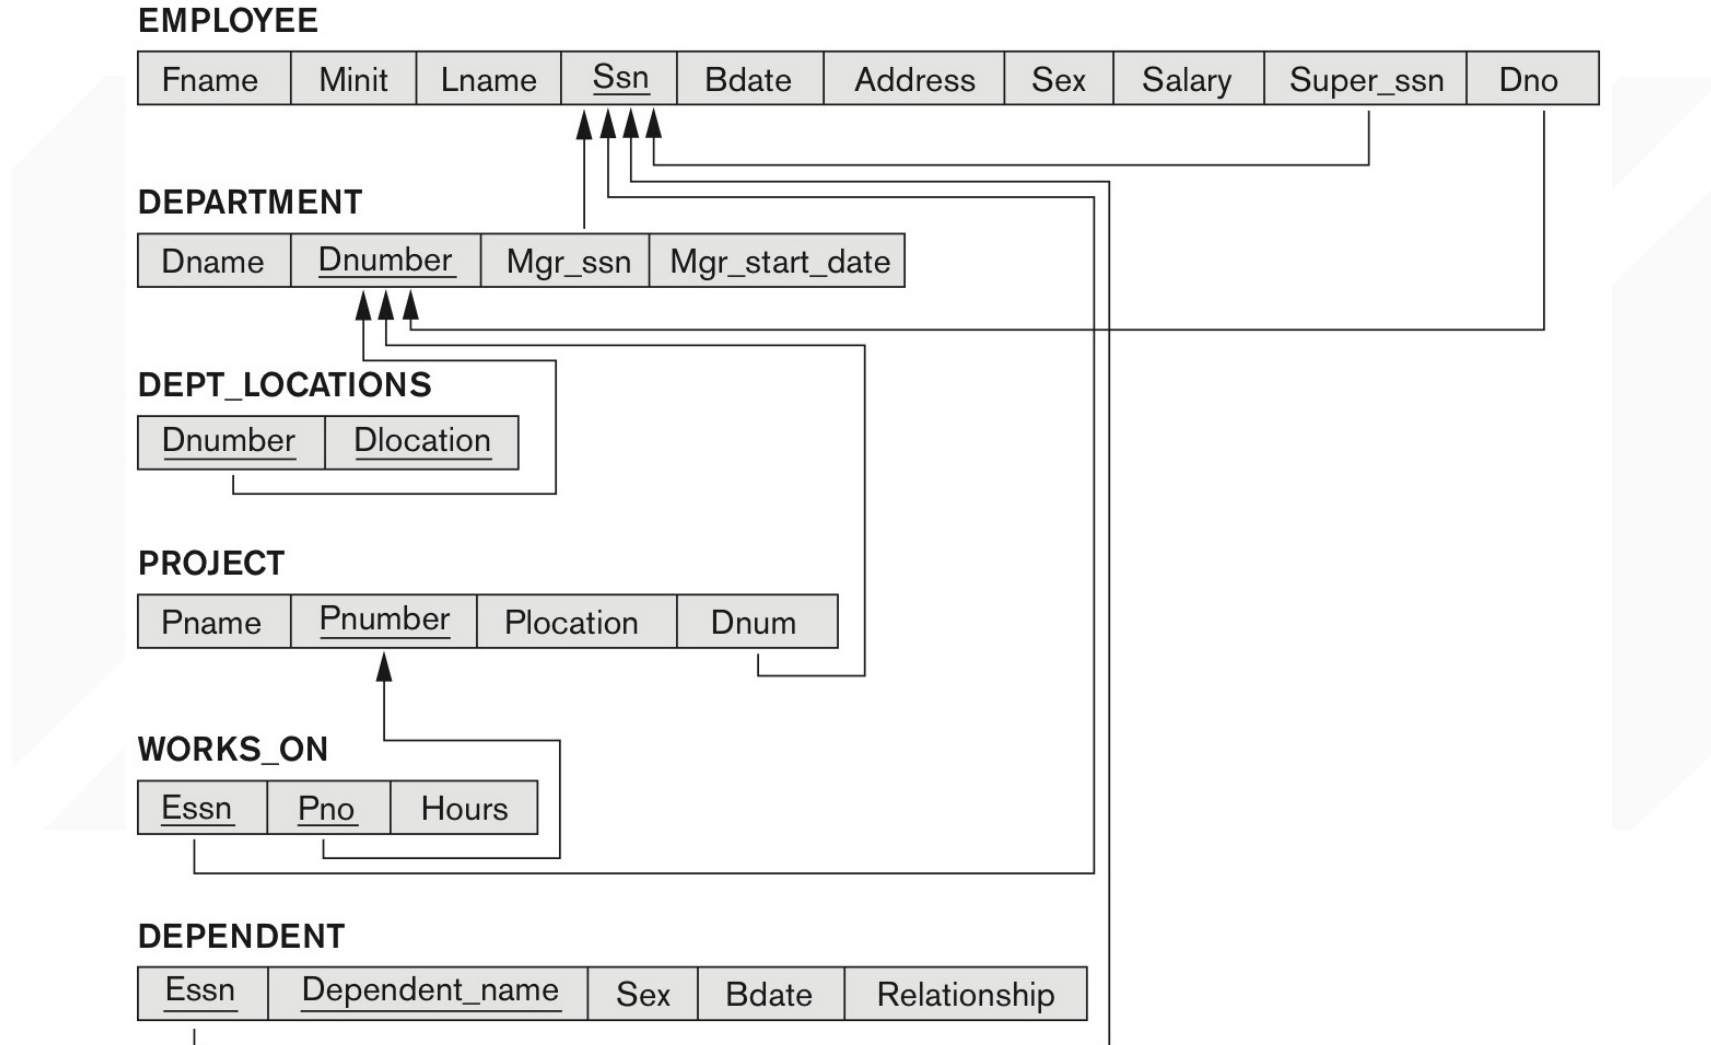 EMPLOYEE
Fname Minit Lname Ssn Bdate Address Sex Salary Super_ssn Dno
DEPARTMENT
Dname Dnumber Mgr_ssn Mgr_start_date
DEPT_LOCATIONS
Dnumber Dlocation
PROJECT
Pname Pnumber Plocation Dnum
WORKS_ON
Essn Pno Hours
DEPENDENT
Essn Dependent_name Sex Bdate Relationship